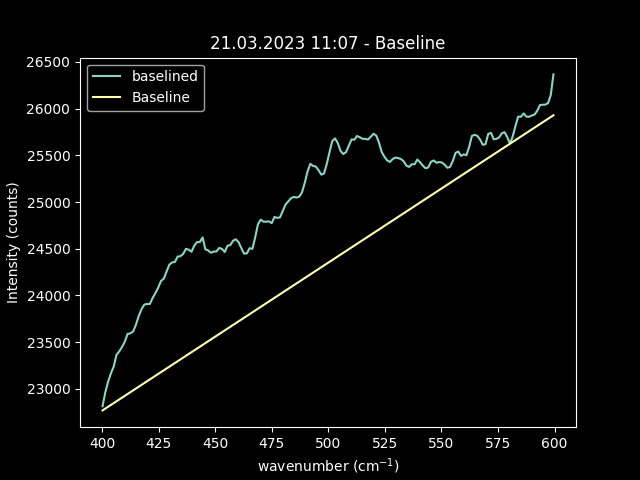 21.03.2023 11:07 - Baseline
baselined
Baseline
Intensity (counts)
26500
26000
25500
25000
24500
24000
23500
23000
400 425 450 475 500 525 550 575 600
wavenumber (cm⁻¹)